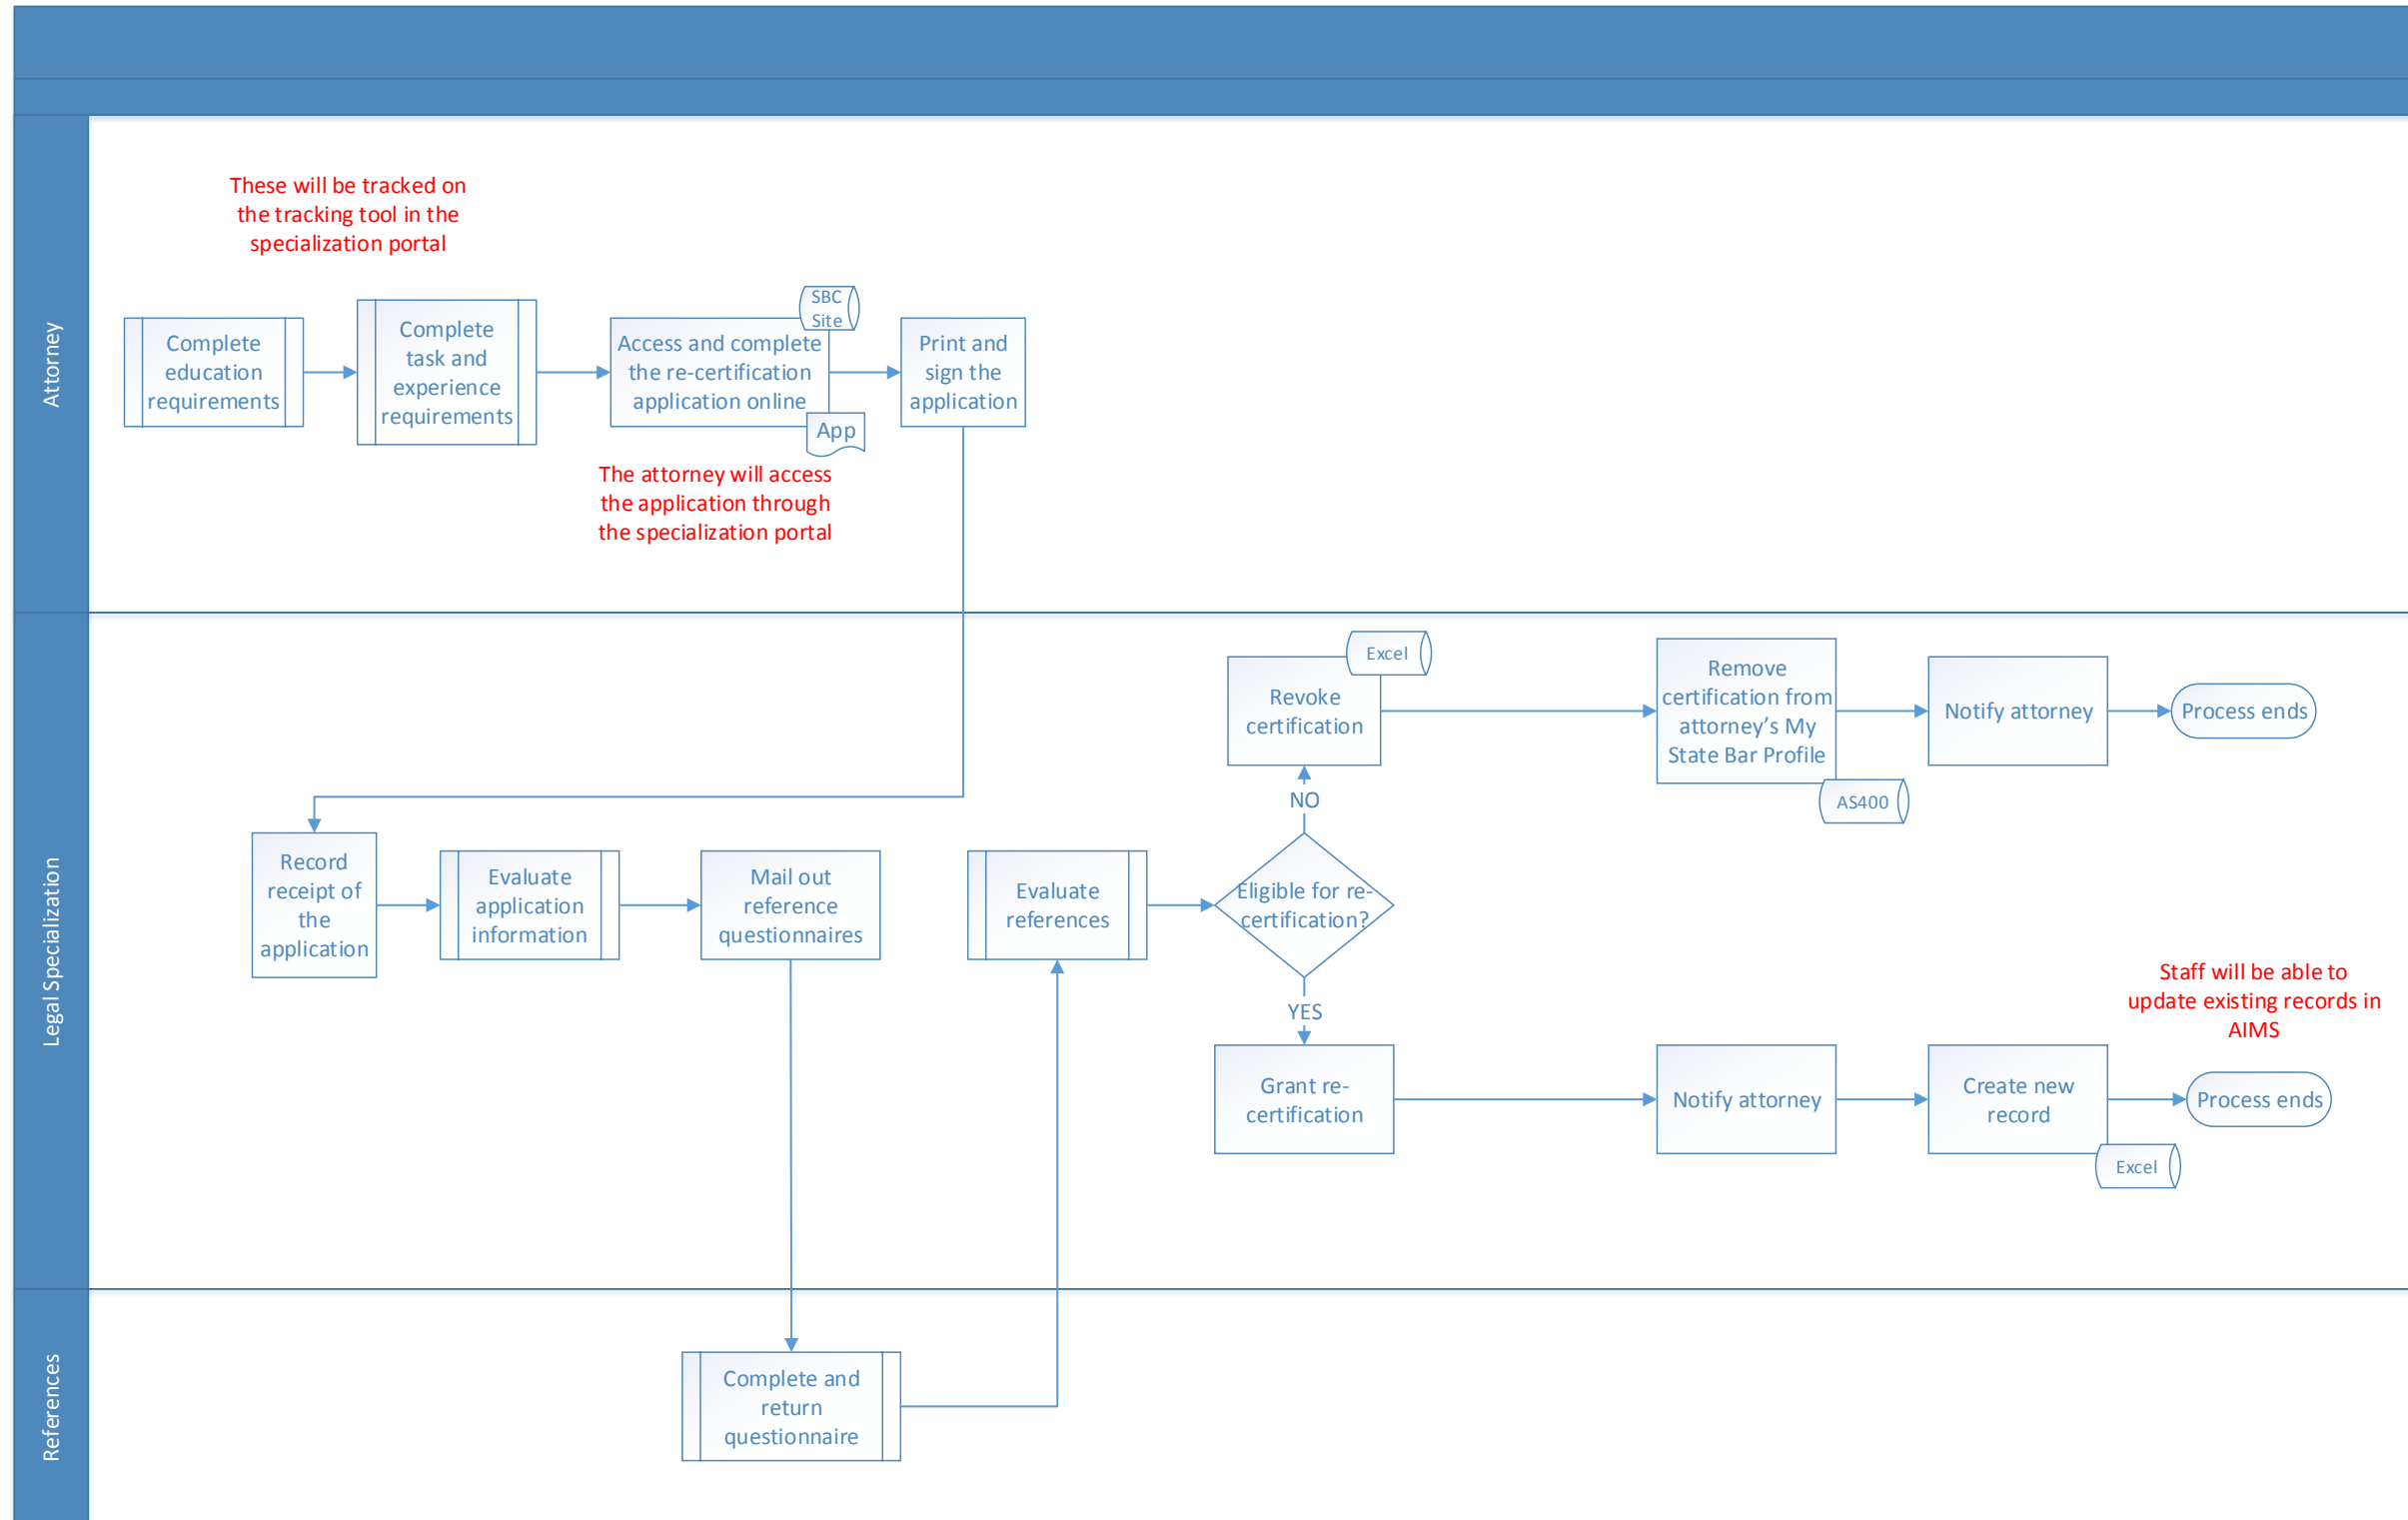 Attorney
These will be tracked on
the tracking tool in the
specialization portal
Complete
education
requirements
Complete
task and
experience
requirements
SBC
Site
Access and complete
the re-certification
application online
App
Print and
sign the
application
The attorney will access
the application through
the specialization portal
Legal Specialization
Record
receipt of
the
application
Evaluate
application
information
Mail out
reference
questionnaires
Evaluate
references
Eligible for re-
certification?
NO
Excel
Revoke
certification
Remove
certification from
attorney’s My
State Bar Profile
AS400
Notify attorney
Process ends
YES
Grant re-
certification
Notify attorney
Create new
record
Excel
Staff will be able to
update existing records in
AIMS
Process ends
References
Complete and
return
questionnaire